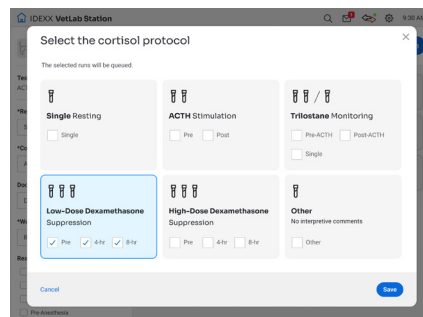 IDEXX VetLab Station
9:30 AM
Select the cortisol protocol
The selected runs will be queued.
Single Resting
Single
ACTH Stimulation
Pre Post
Trilostane Monitoring
Pre-ACTH Post-ACTH
Single
Low-Dose Dexamethasone
Suppression
Pre 4-hr 8-hr
High-Dose Dexamethasone
Suppression
Pre 4-hr 8-hr
Other
No interpretive comments
Other
Cancel
Save
Pre-Anesthesia